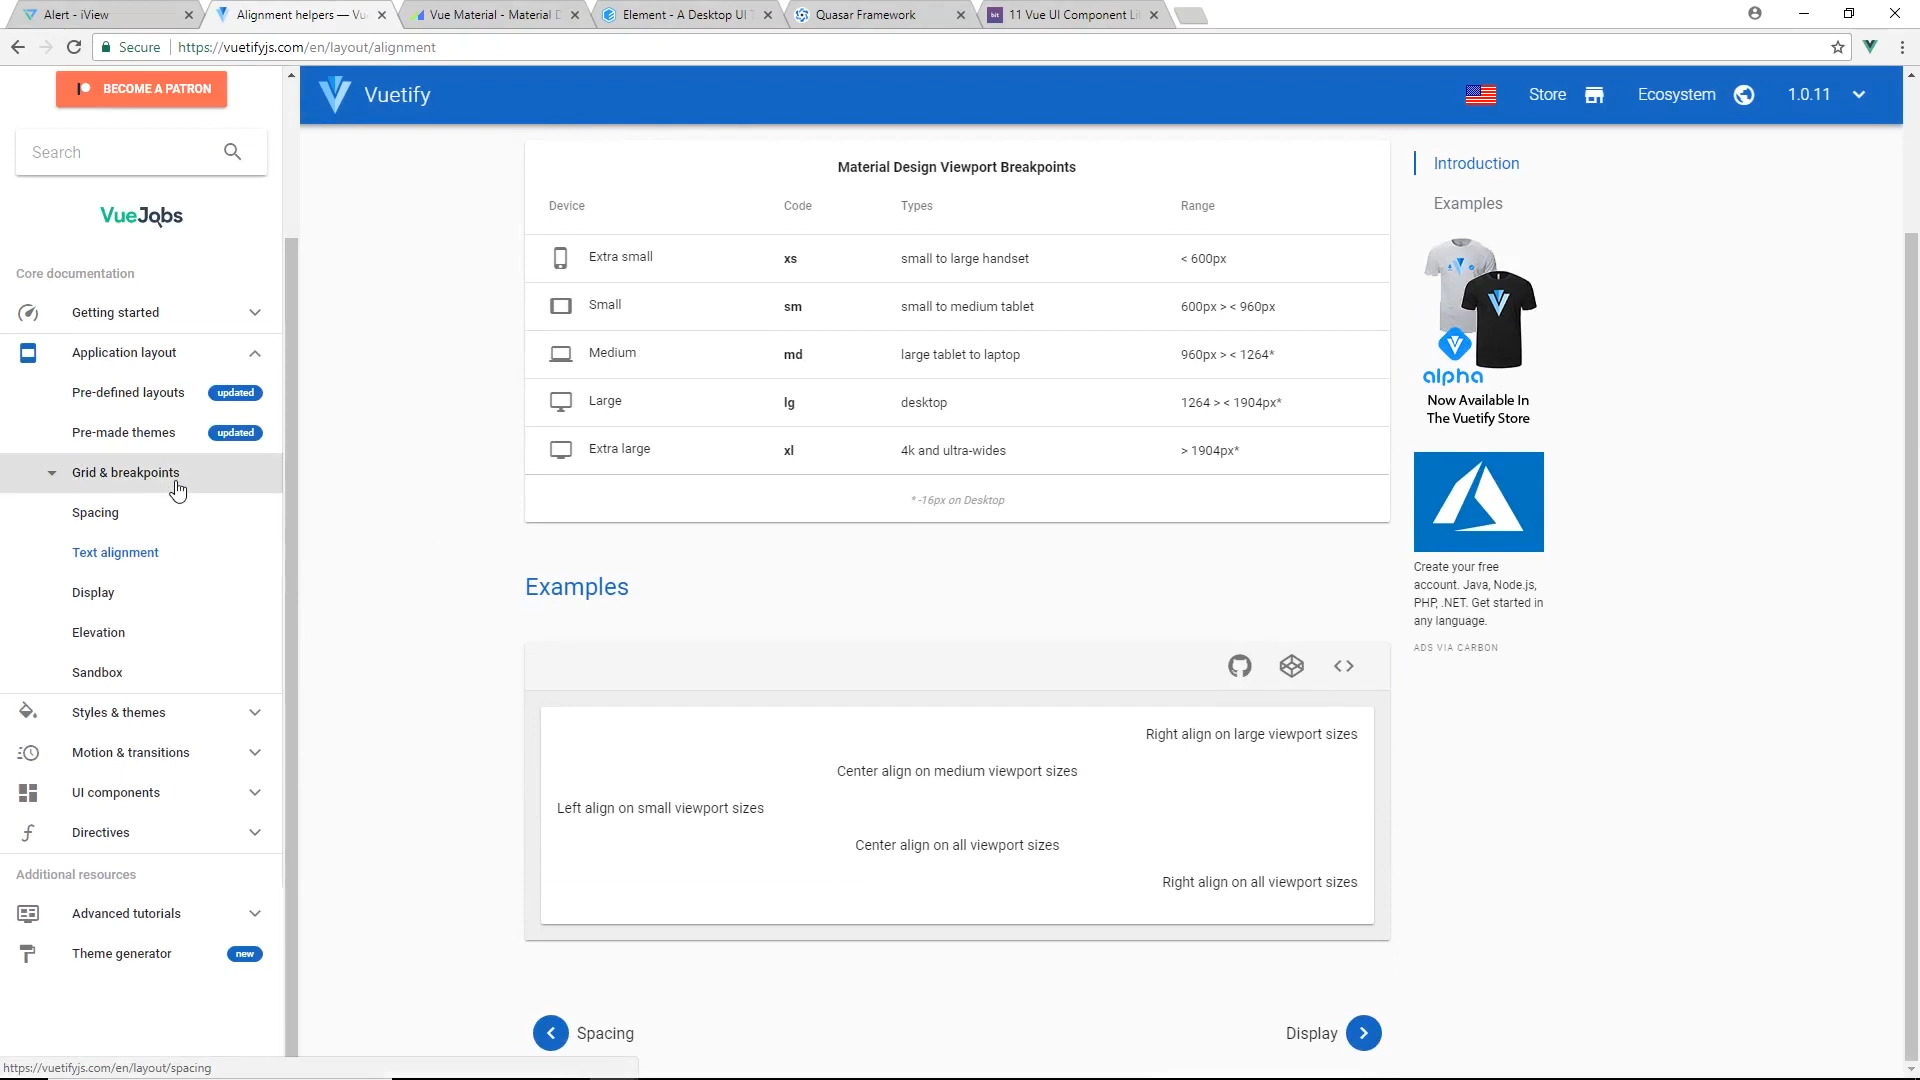 Alert - iView
Alignment helpers — Vu
Vue Material - Material D
Element - A Desktop UI T
Quasar Framework
bit
11 Vue UI Component Li
Secure
https://vuetifyjs.com/en/layout/alignment
BECOME A PATRON
Search
VueJobs
Core documentation
Getting started
Application layout
Pre-defined layouts updated
Pre-made themes updated
Grid & breakpoints
Spacing
Text alignment
Display
Elevation
Sandbox
Styles & themes
Motion & transitions
UI components
Directives
Additional resources
Advanced tutorials
Theme generator new
https://vuetifyjs.com/en/layout/spacing
Vuetify
Store
Ecosystem
1.0.11
Material Design Viewport Breakpoints
Device Code Types Range
Extra small xs small to large handset < 600px
Small sm small to medium tablet 600px > < 960px
Medium md large tablet to laptop 960px > < 1264*
Large lg desktop 1264 > < 1904px*
Extra large xl 4k and ultra-wides > 1904px*
* -16px on Desktop
Examples
Right align on large viewport sizes
Center align on medium viewport sizes
Left align on small viewport sizes
Center align on all viewport sizes
Right align on all viewport sizes
Spacing
Display
Introduction
Examples
alpha
Now Available In
The Vuetify Store
Create your free
account. Java, Node.js,
PHP, .NET. Get started in
any language.
ADS VIA CARBON